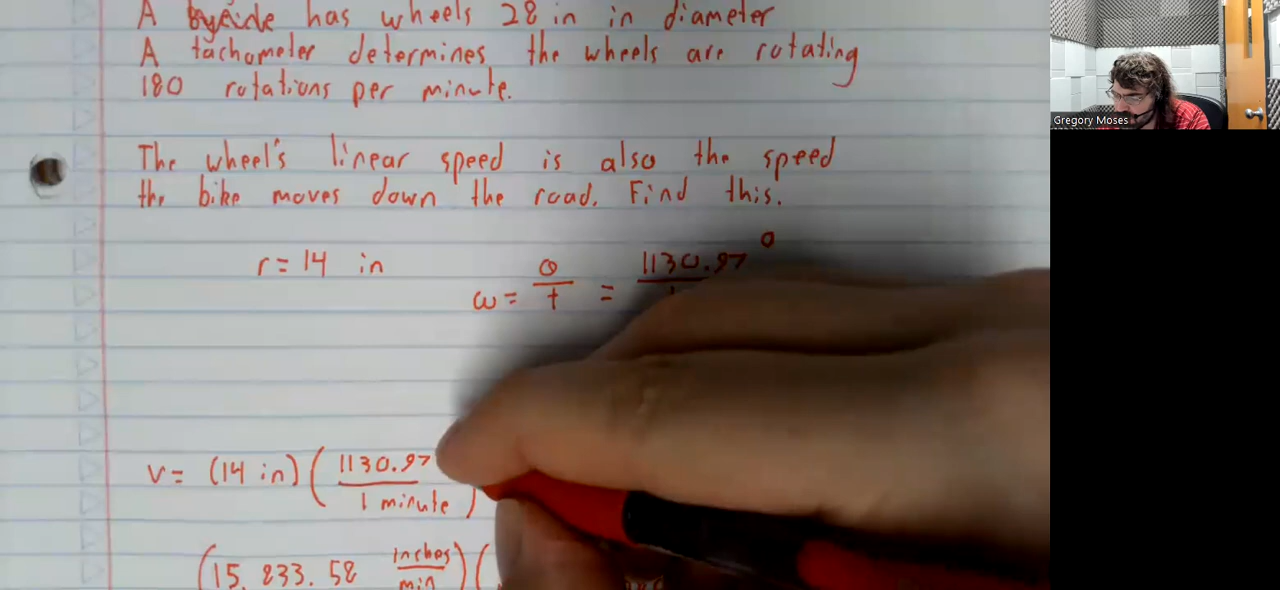 A bycicle has wheels 28 in in diameter
A tachometer determines the wheels are rotating
180 rotations per minute.
The wheel's linear speed is also the speed
the bike moves down the road. Find this.
r = 14 in
ω = θ/t = 1130.97°
v = (14 in) (1130.97 / 1 minute)
(15,833.58 inches/min)(
Gregory Moses